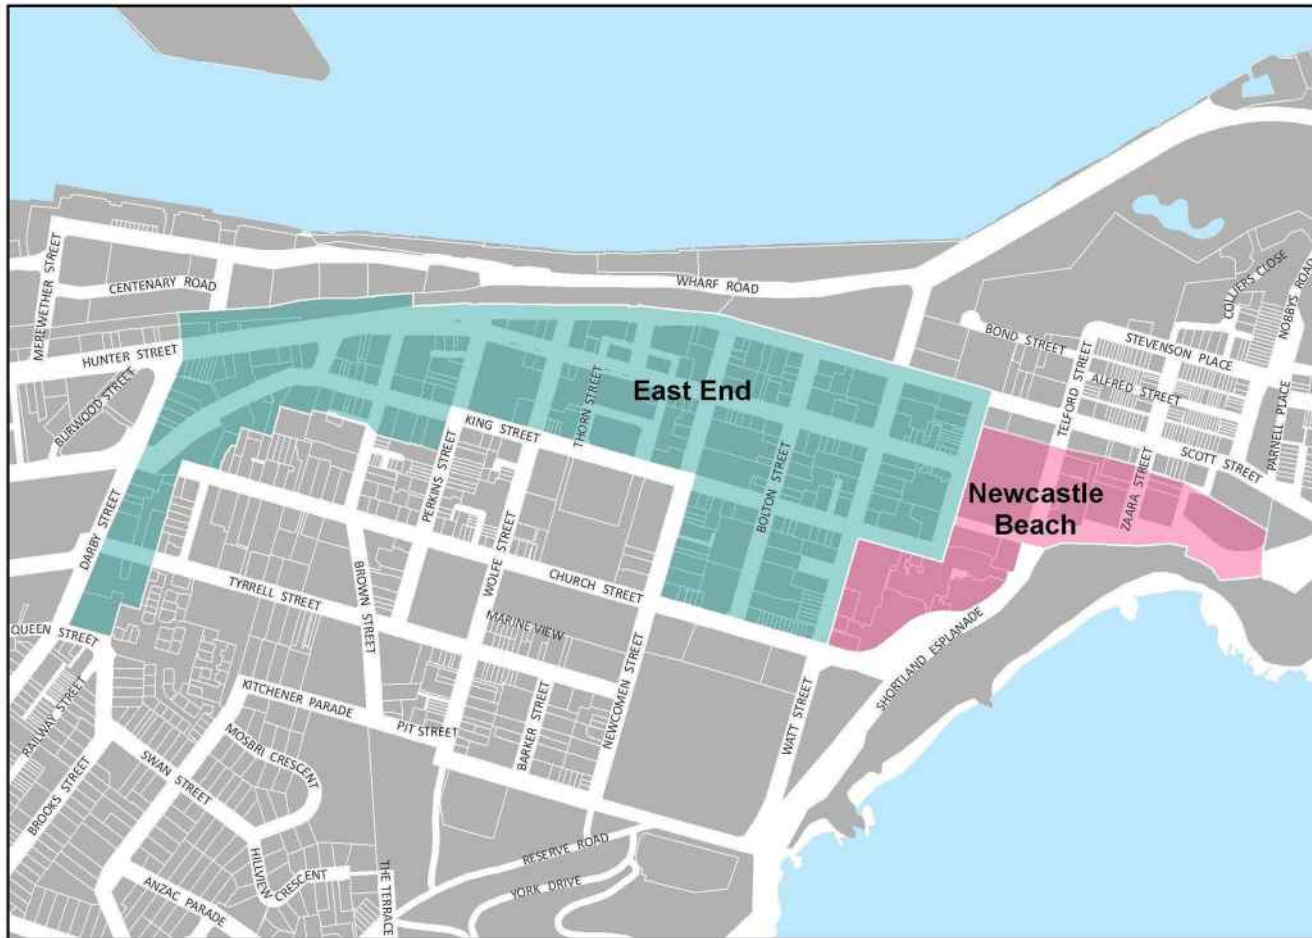 MEREWETHER STREET
CENTENARY ROAD
WHARF ROAD
HUNTER STREET
BURWOOD STREET
DARBY STREET
KING STREET
PERKINS STREET
THORN STREET
East End
BOLTON STREET
BOND STREET
TELFORD STREET
STEVENSON PLACE
ALFRED STREET
COLLIERS CLOSE
NOBBYS ROAD
PARNELL PLACE
SCOTT STREET
ZAARA STREET
Newcastle
Beach
TYRRELL STREET
BROWN STREET
WOLFE STREET
CHURCH STREET
MARINE VIEW
NEWCOMEN STREET
SHORTLAND ESPLANADE
WATT STREET
QUEEN STREET
RAILWAY STREET
KITCHENER PARADE
PIT STREET
BARKER STREET
MOSBRI CRESCENT
SWAN STREET
BROOKS STREET
HILLVIEW
CRESCENT
ANZAC PARADE
THE TERRACE
RESERVE ROAD
YORK DRIVE